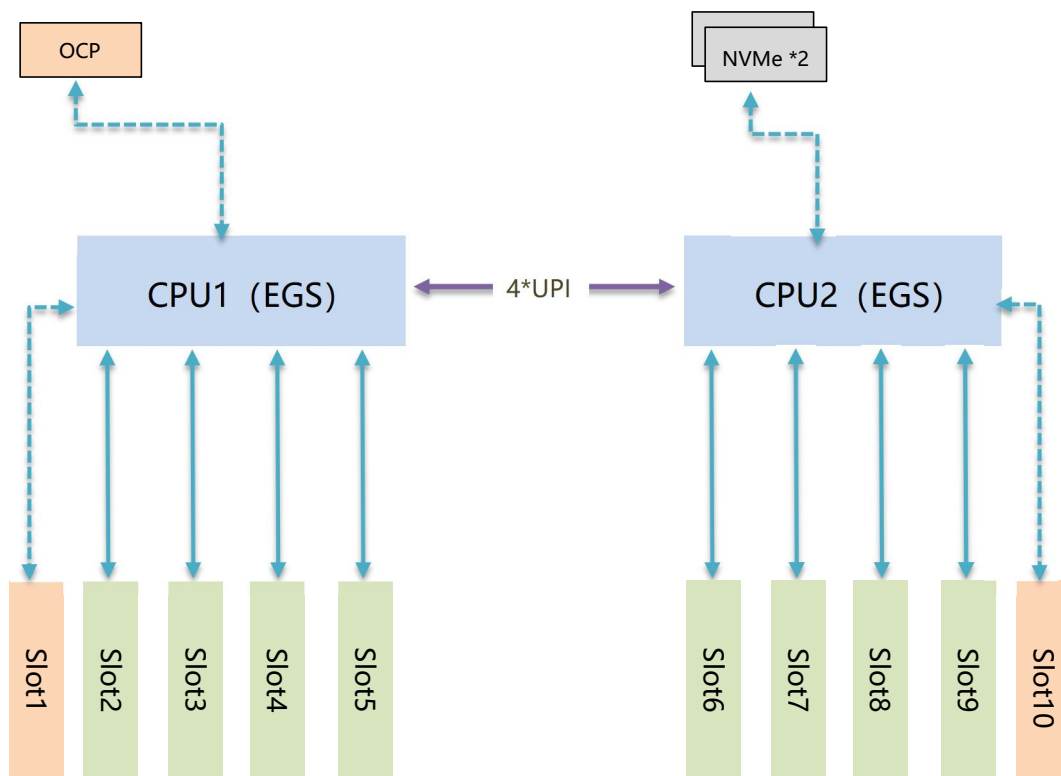 OCP
NVMe *2
CPU1（EGS）
4*UPI
CPU2（EGS）
Slot1
Slot2
Slot3
Slot4
Slot5
Slot6
Slot7
Slot8
Slot9
Slot10